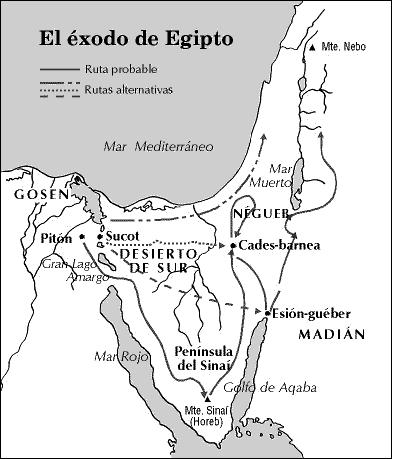 El éxodo de Egipto
Ruta probable
Rutas alternativas
Mte. Nebo
Mar Mediterráneo
Mar
Muerto
GOSEN
NÉGUEB
Pitón
Sucot
Cades-barnea
DESIERTO
DE SUR
Gran Lago
Amargo
Esión-guéber
MADIÁN
Mar Rojo
Península
del Sinaí
Golfo de Aqaba
Mte. Sinaí
(Horeb)